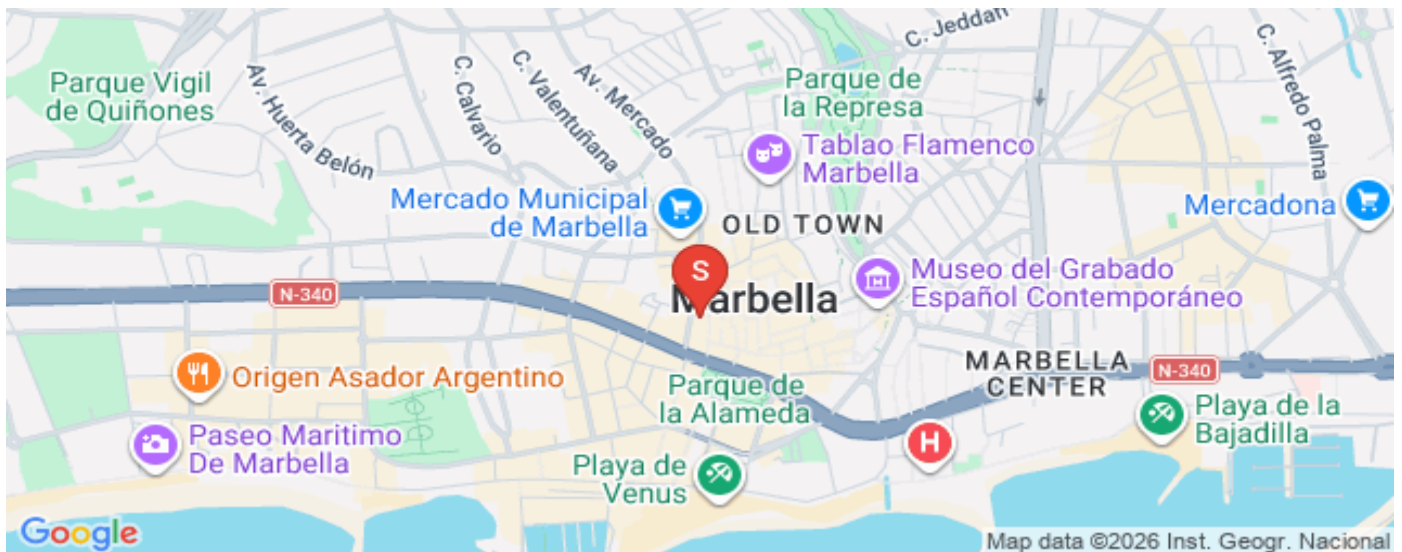 C. Jeddah
C. Alfredo Palma
Parque Vigil
de Quiñones
Av. Huerta Belón
C. Calvario
C. Valentuñana
Av. Mercado
Parque de
la Represa
Tablao Flamenco
Marbella
Mercado Municipal
de Marbella
OLD TOWN
Mercadona
S
Marbella
Museo del Grabado
Español Contemporáneo
N-340
Origen Asador Argentino
Parque de
la Alameda
MARBELLA
CENTER
N-340
Paseo Maritimo
De Marbella
Playa de
Venus
H
Playa de la
Bajadilla
Google
Map data ©2026 Inst. Geogr. Nacional